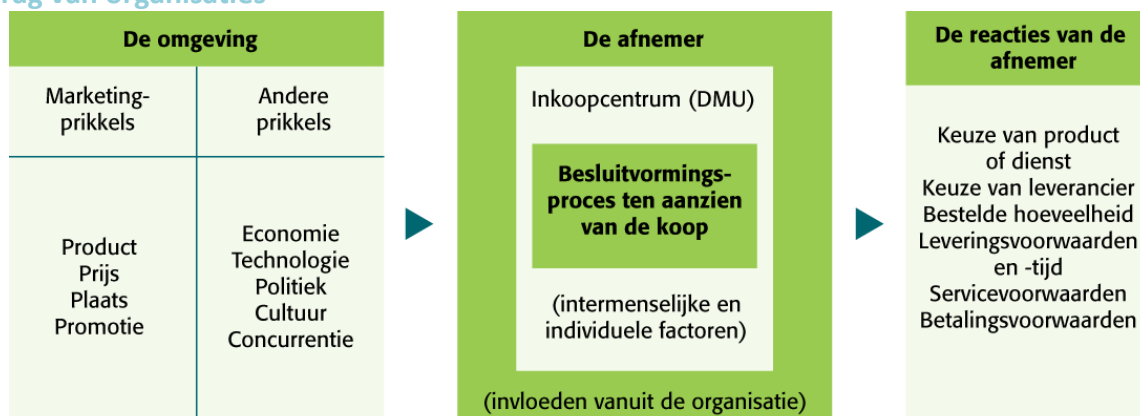 van organisaties
De omgeving
Marketing-
prikkels
Andere
prikkels
Product
Prijs
Plaats
Promotie
Economie
Technologie
Politiek
Cultuur
Concurrentie
De afnemer
Inkoopcentrum (DMU)
Besluitvormings-
proces ten aanzien
van de koop
(intermenselijke en
individuele factoren)
(invloeden vanuit de organisatie)
De reacties van de
afnemer
Keuze van product
of dienst
Keuze van leverancier
Bestelde hoeveelheid
Leveringsvoorwaarden
en -tijd
Servicevoorwaarden
Betalingsvoorwaarden